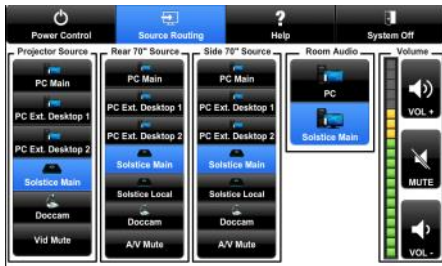 Power Control
Source Routing
?
Help
System Off
Projector Source
Rear 70" Source
Side 70" Source
Room Audio
Volume
PC Main
PC Ext. Desktop 1
PC Ext. Desktop 2
Solstice Main
Doccam
Vid Mute
PC Main
PC Ext. Desktop 1
PC Ext. Desktop 2
Solstice Main
Solstice Local
Doccam
A/V Mute
PC Main
PC Ext. Desktop 1
PC Ext. Desktop 2
Solstice Main
Solstice Local
Doccam
A/V Mute
PC
Solstice Main
VOL +
MUTE
VOL -